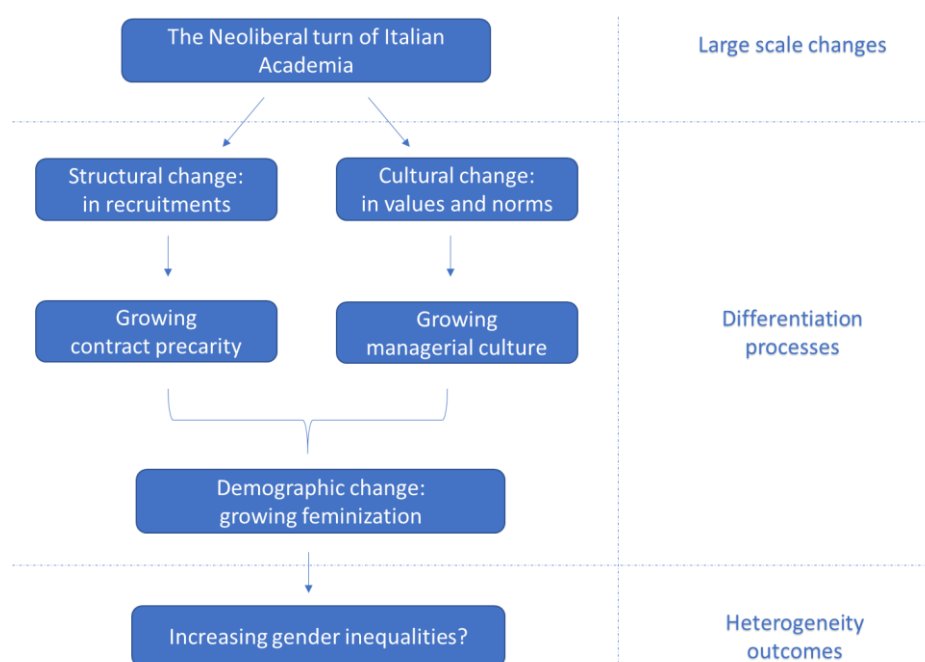 The Neoliberal turn of Italian
Academia
Large scale changes
Structural change:
in recruitments
Cultural change:
in values and norms
Growing
contract precarity
Growing
managerial culture
Differentiation
processes
Demographic change:
growing feminization
Increasing gender inequalities?
Heterogeneity
outcomes